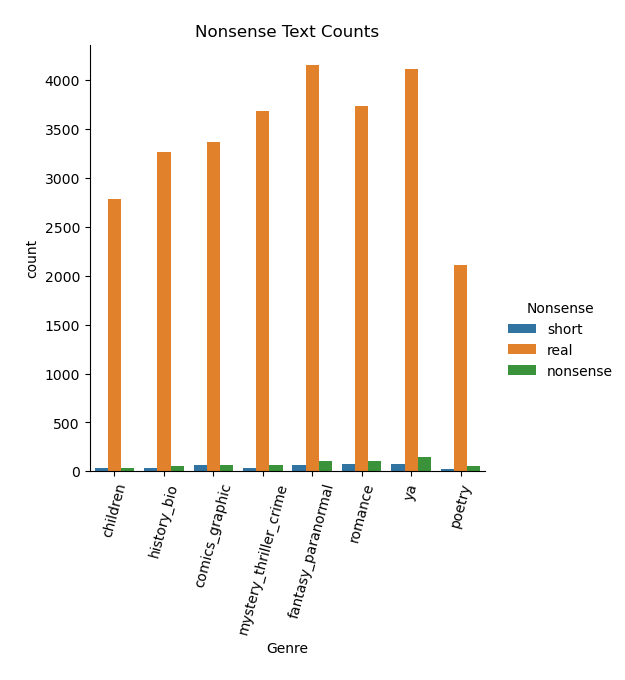 Nonsense Text Counts
4000
3500
3000
2500
2000
1500
1000
500
0
count
children
history_bio
comics_graphic
mystery_thriller_crime
fantasy_paranormal
romance
ya
poetry
Genre
Nonsense
short
real
nonsense